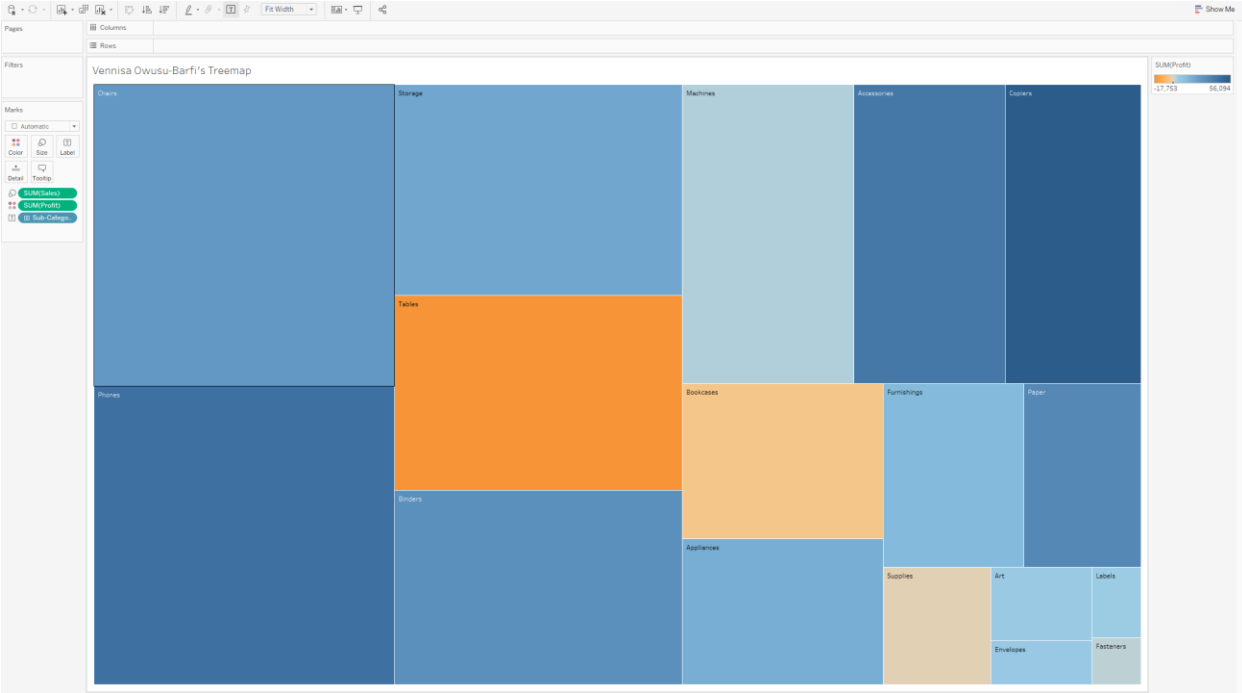 Fit Width
Show Me
Pages
Columns
Rows
Filters
Vennisa Owusu-Barfi's Treemap
SUM(Profit)
-17,753 56,094
Marks
Automatic
Color Size Label
Detail Tooltip
SUM(Sales)
SUM(Profit)
Sub-Catego..
Chairs
Storage
Machines
Accessories
Copiers
Tables
Phones
Bookcases
Furnishings
Paper
Binders
Appliances
Supplies
Art
Labels
Envelopes
Fasteners